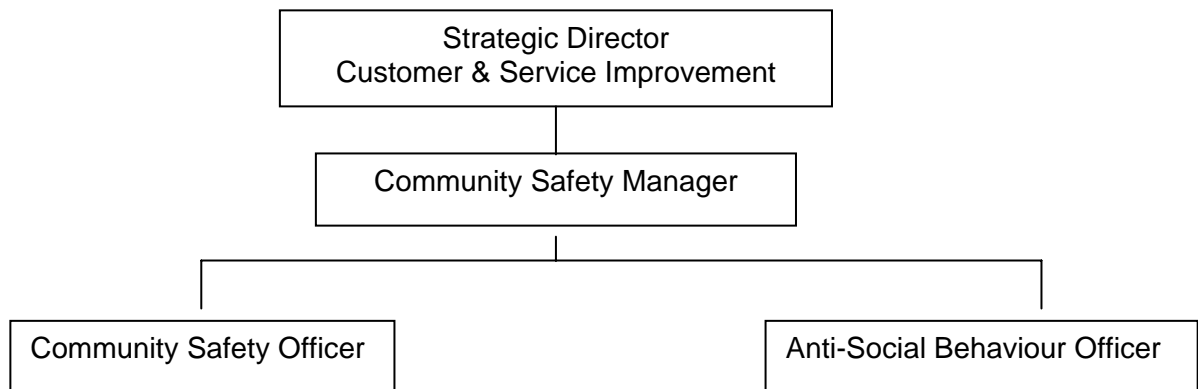 Strategic Director
Customer & Service Improvement
Community Safety Manager
Community Safety Officer
Anti-Social Behaviour Officer